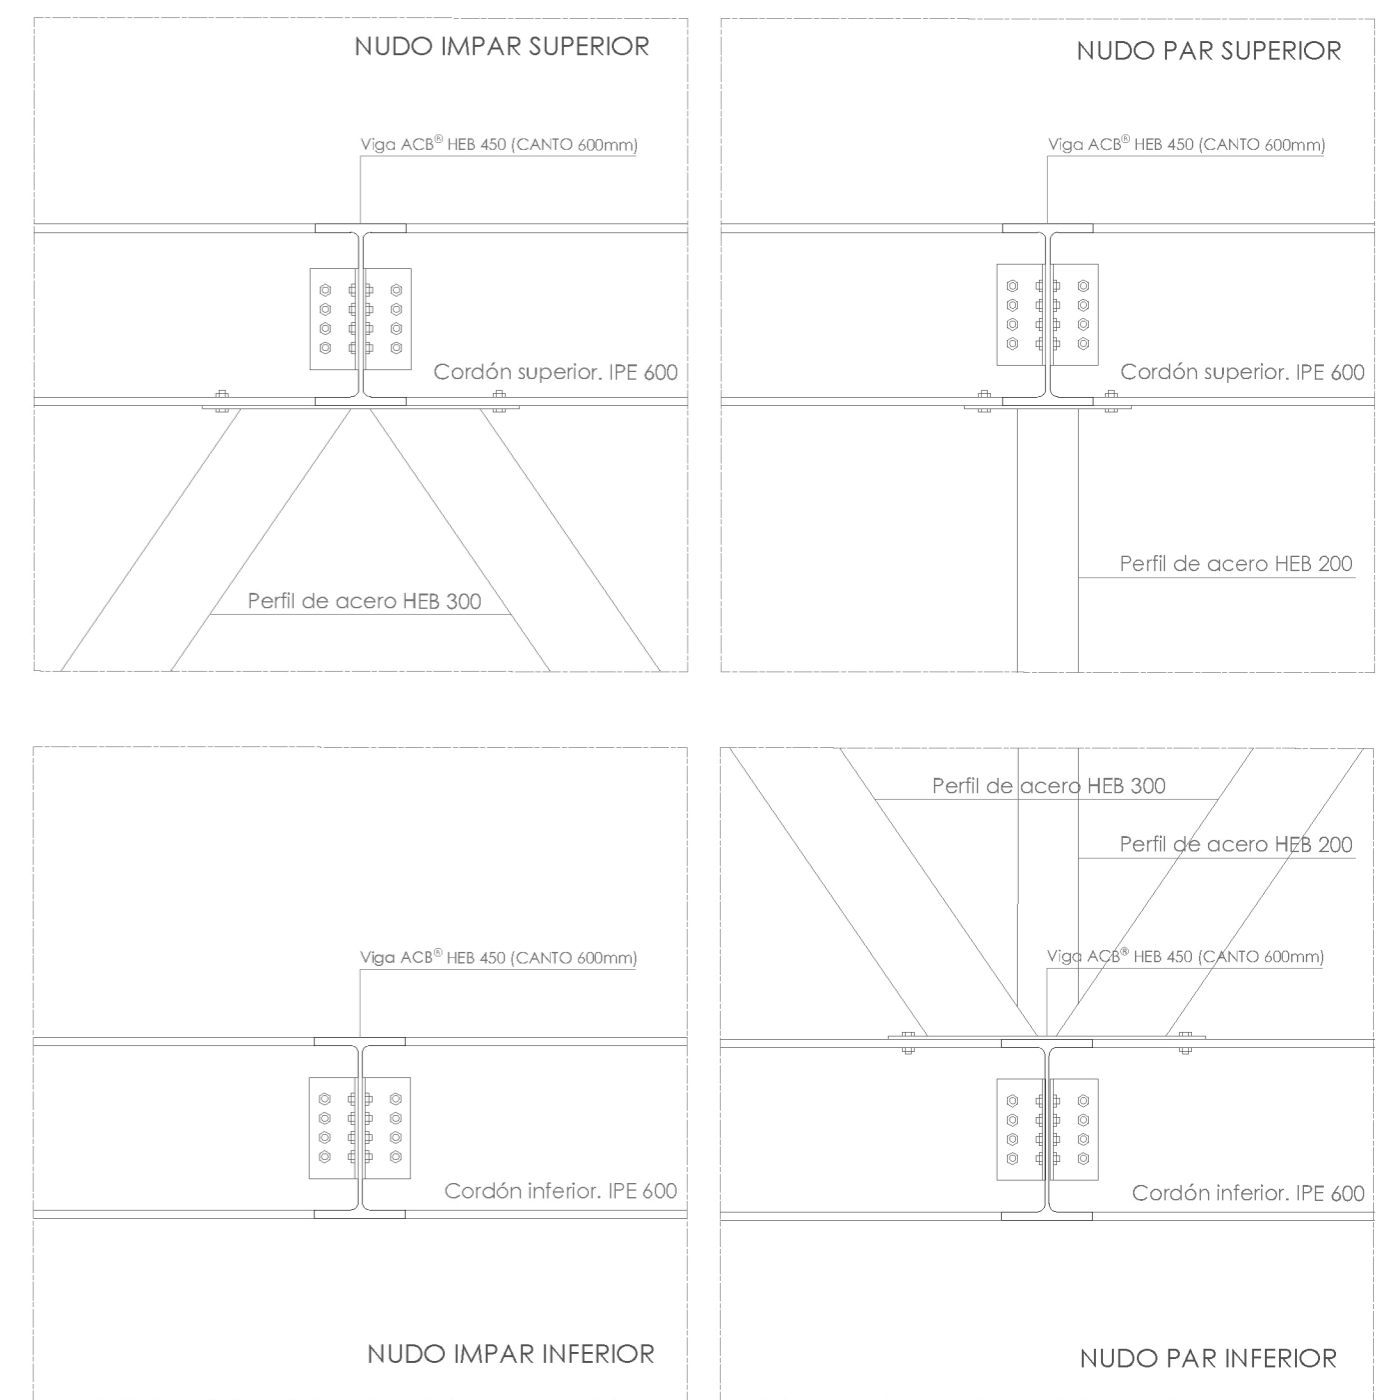 NUDO IMPAR SUPERIOR
Viga ACB® HEB 450 (CANTO 600mm)
Cordón superior. IPE 600
Perfil de acero HEB 300
NUDO PAR SUPERIOR
Viga ACB® HEB 450 (CANTO 600mm)
Cordón superior. IPE 600
Perfil de acero HEB 200
Viga ACB® HEB 450 (CANTO 600mm)
Cordón inferior. IPE 600
NUDO IMPAR INFERIOR
Perfil de acero HEB 300
Perfil de acero HEB 200
Viga ACB® HEB 450 (CANTO 600mm)
Cordón inferior. IPE 600
NUDO PAR INFERIOR